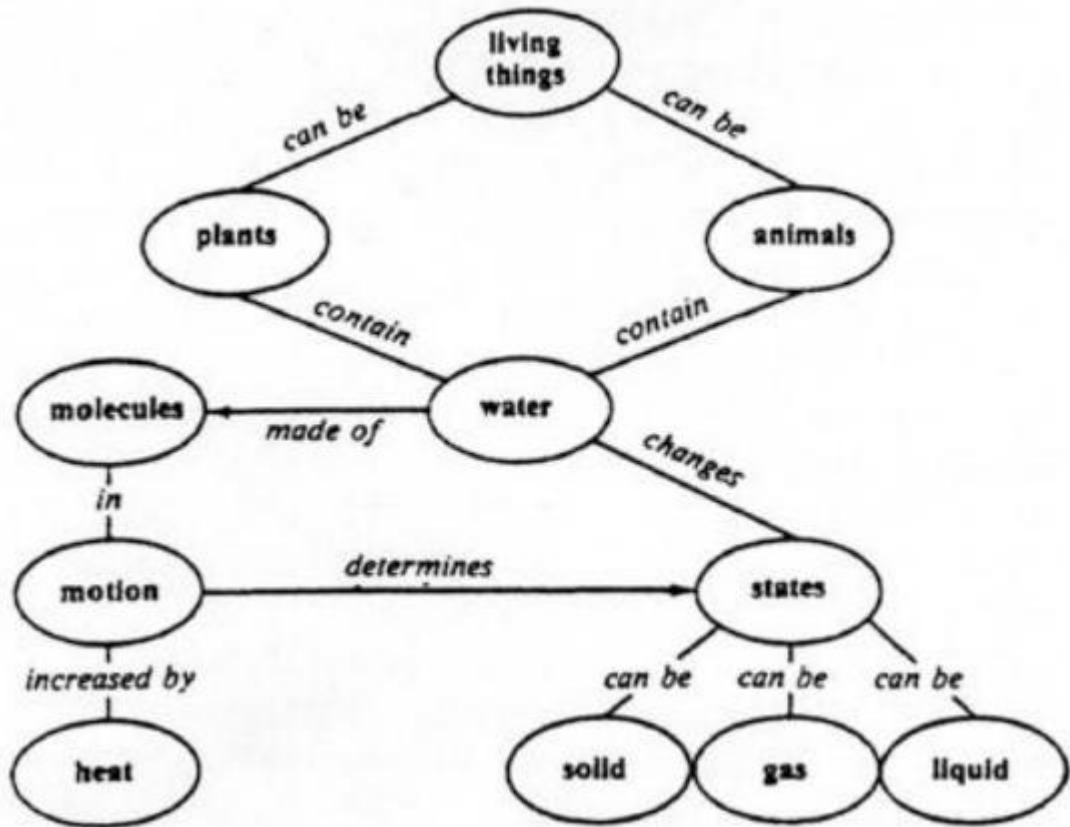 living
things
can be
can be
plants
animals
contain
contain
molecules
water
made of
changes
in
motion
determines
states
increased by
can be
can be
can be
heat
solid
gas
liquid